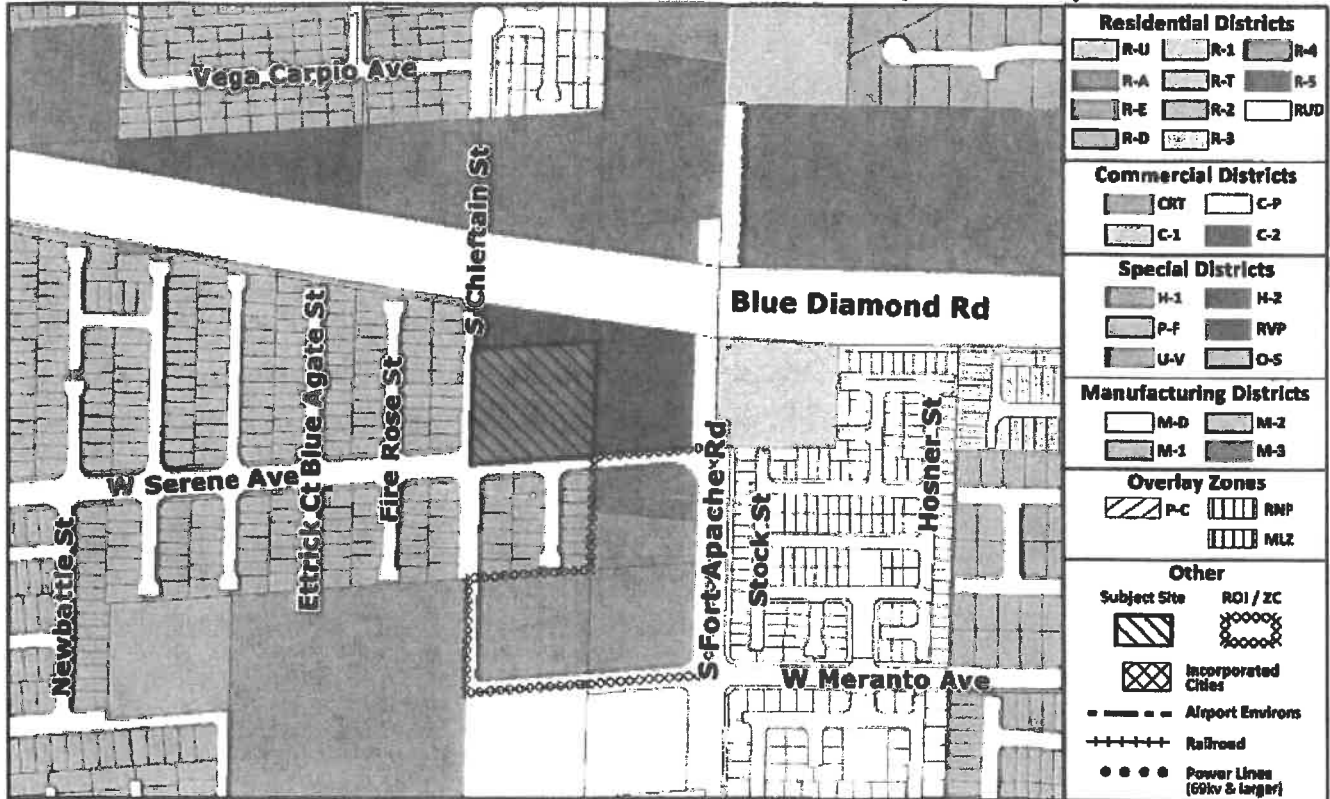 Vega Carpio Ave
S Chieftain St
Blue Diamond Rd
Ettrick Ct Blue Agate St
Fire Rose St
W Serene Ave
Newbattle St
S Fort Apache Rd
Stock St
Hosner St
W Meranto Ave
Residential Districts
R-U R-1 R-4
R-A R-T R-5
R-E R-2 RUD
R-D R-3
Commercial Districts
CRT C-P
C-1 C-2
Special Districts
H-1 H-2
P-F RVP
U-V O-S
Manufacturing Districts
M-D M-2
M-1 M-3
Overlay Zones
P-C RNP
MLZ
Other
Subject Site ROI / ZC
Incorporated
Cities
Airport Environs
Railroad
Power Lines
(69kv & larger)